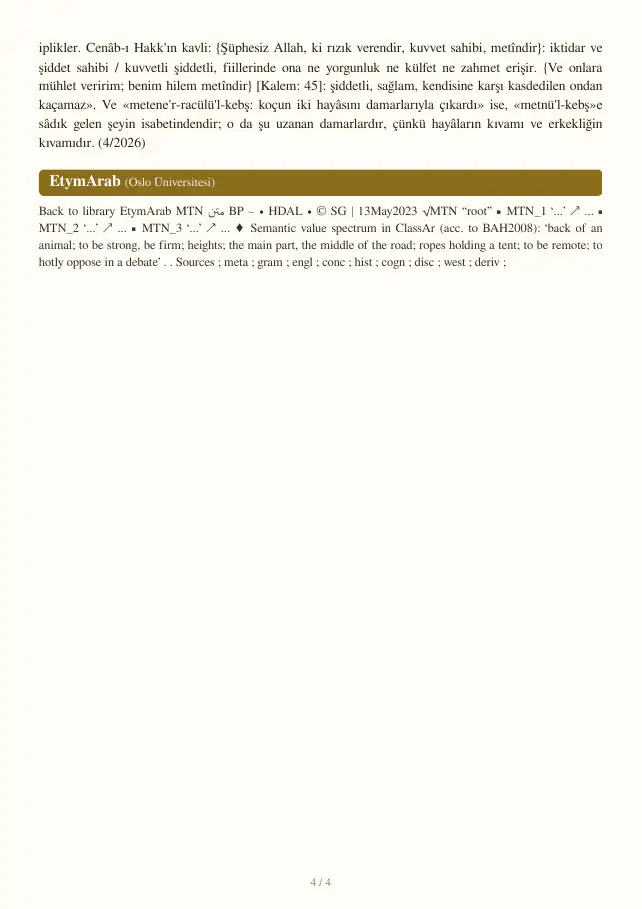 iplikler. Cenâb-ı Hakk'ın kavli: {Şüphesiz Allah, ki rızık verendir, kuvvet sahibi, metîndir}: iktidar ve
şiddet sahibi / kuvvetli şiddetli, fiillerinde ona ne yorgunluk ne külfet ne zahmet erişir. {Ve onlara
mühlet veririm; benim hilem metîndir} [Kalem: 45]: şiddetli, sağlam, kendisine karşı kasdedilen ondan
kaçamaz». Ve «metene'r-racülü'l-kebş: koçun iki hayâsını damarlarıyla çıkardı» ise, «metnü'l-kebş»e
sâdık gelen şeyin isabetindendir; o da şu uzanan damarlardır, çünkü hayâların kıvamı ve erkekliğin
kıvamıdır. (4/2026)
EtymArab (Oslo Üniversitesi)
Back to library EtymArab MTN متن BP – • HDAL • © SG | 13May2023 √MTN “root” ▪ MTN_1 ‘...’ ↗ ... ▪
MTN_2 ‘...’ ↗ ... ▪ MTN_3 ‘...’ ↗ ... ♦ Semantic value spectrum in ClassAr (acc. to BAH2008): ‘back of an
animal; to be strong, be firm; heights; the main part, the middle of the road; ropes holding a tent; to be remote; to
hotly oppose in a debate’ . . Sources ; meta ; gram ; engl ; conc ; hist ; cogn ; disc ; west ; deriv ;
4 / 4